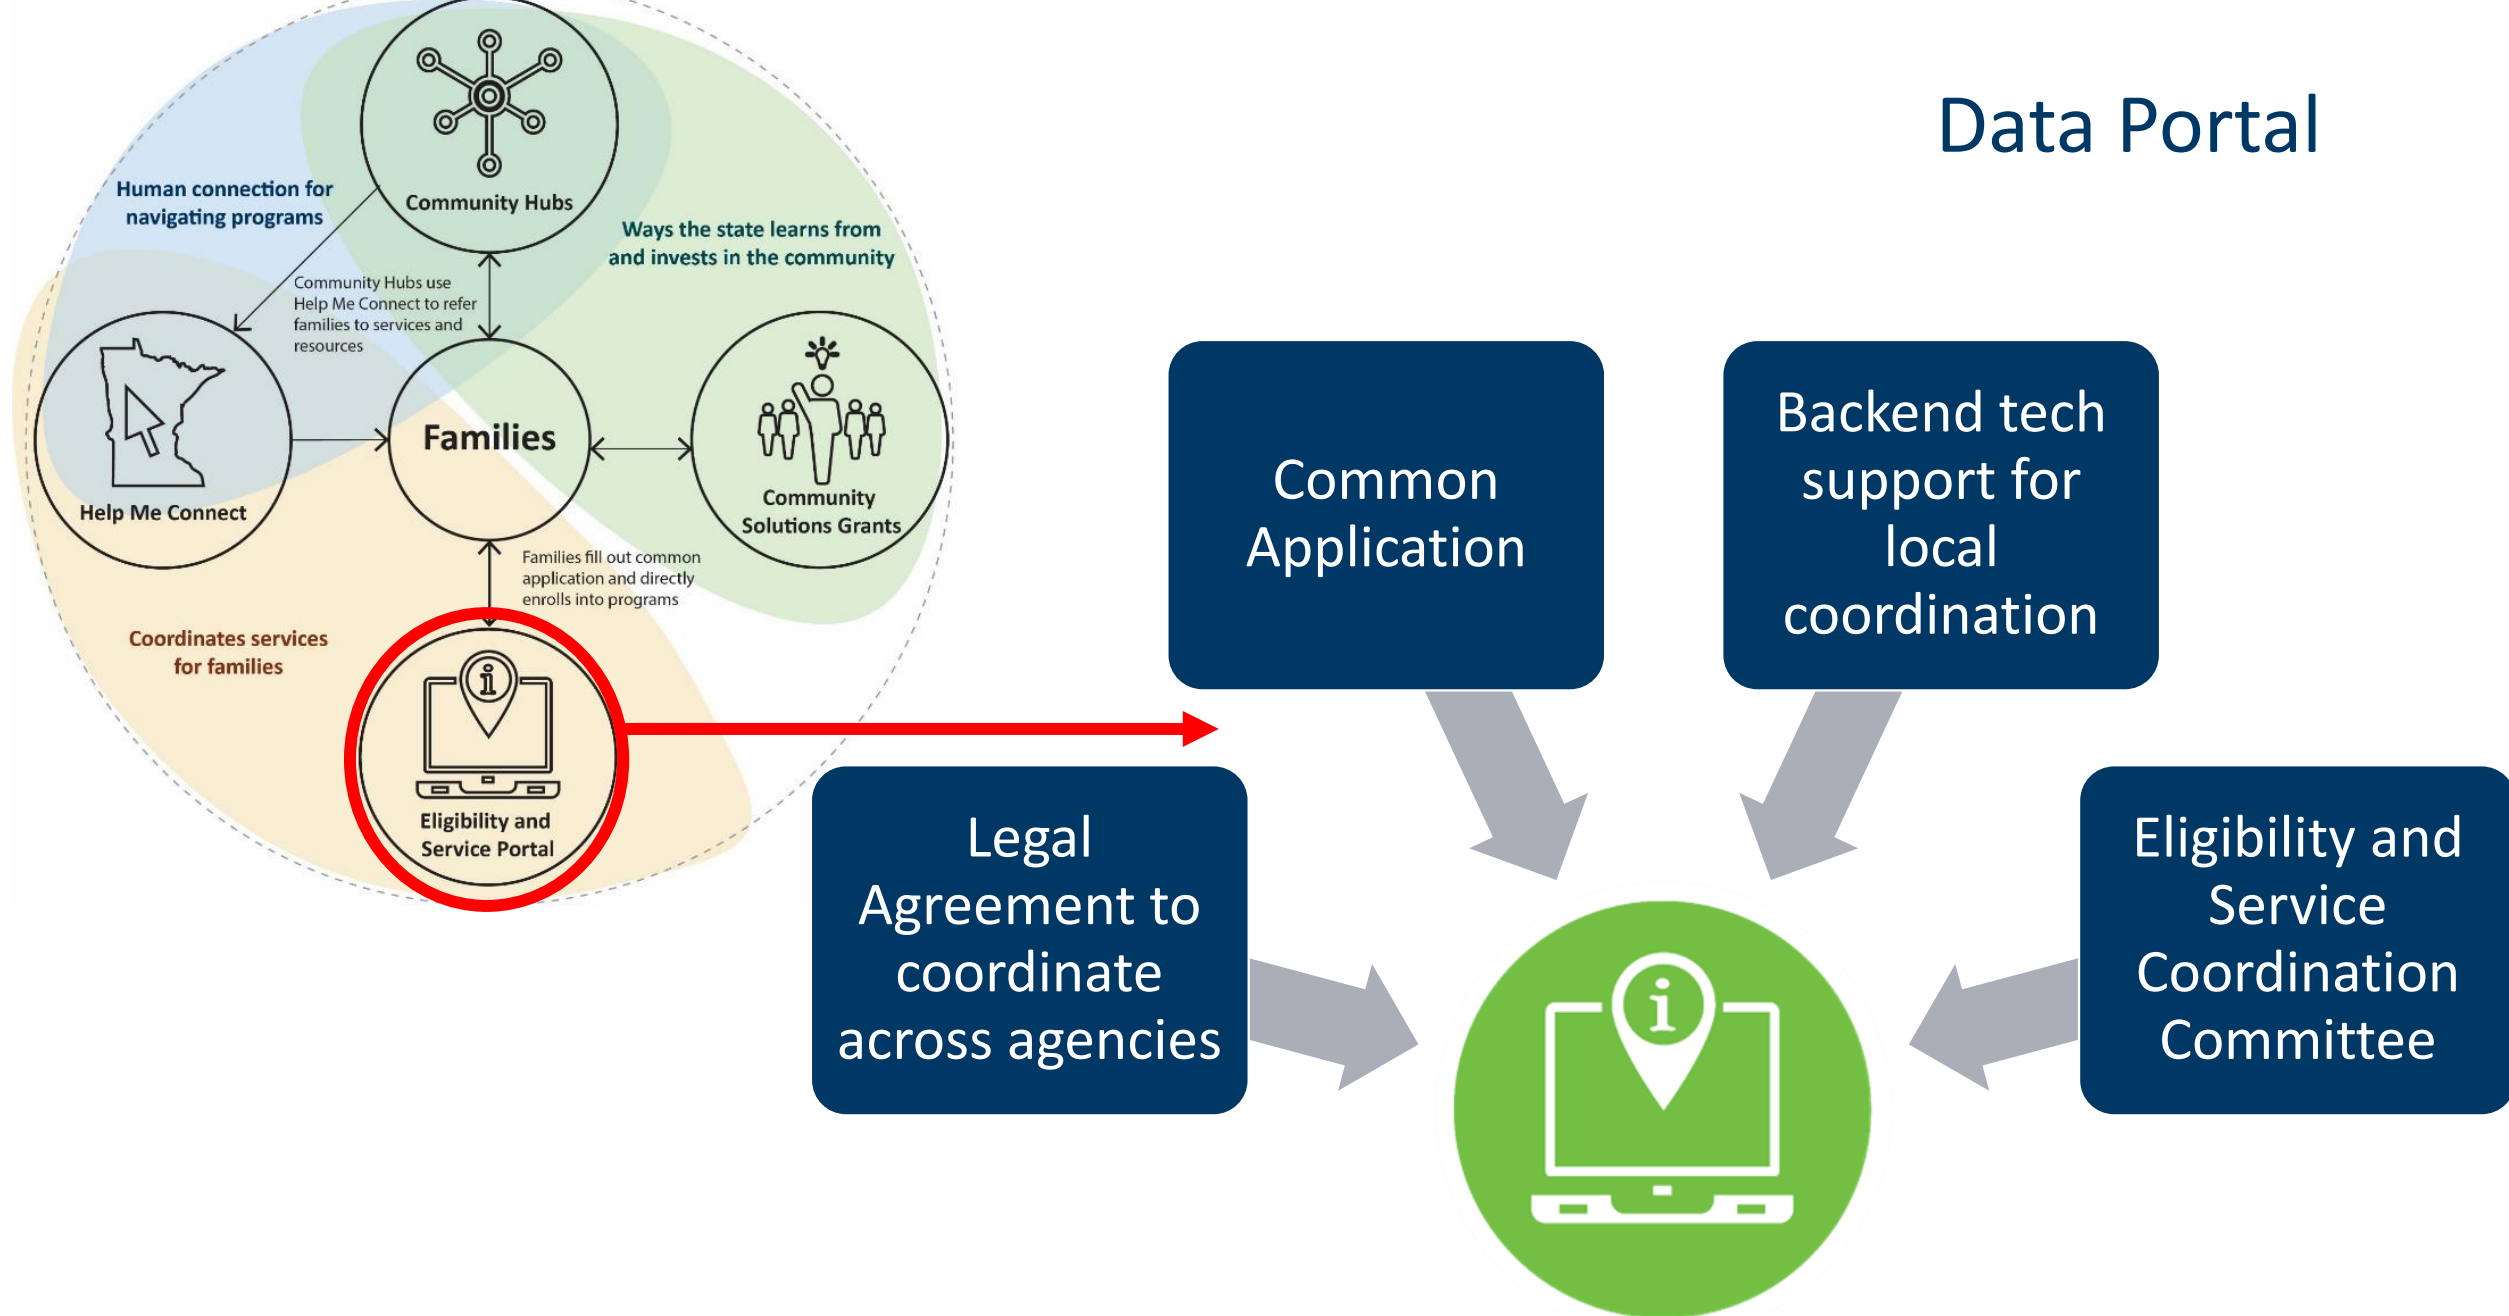 Data Portal
Community Hubs
Human connection for
navigating programs
Ways the state learns from
and invests in the community
Community Hubs use
Help Me Connect to refer
families to services and
resources
Help Me Connect
Families
Community
Solutions Grants
Families fill out common
application and directly
enrolls into programs
Coordinates services
for families
Eligibility and
Service Portal
Common
Application
Backend tech
support for
local
coordination
Legal
Agreement to
coordinate
across agencies
Eligibility and
Service
Coordination
Committee